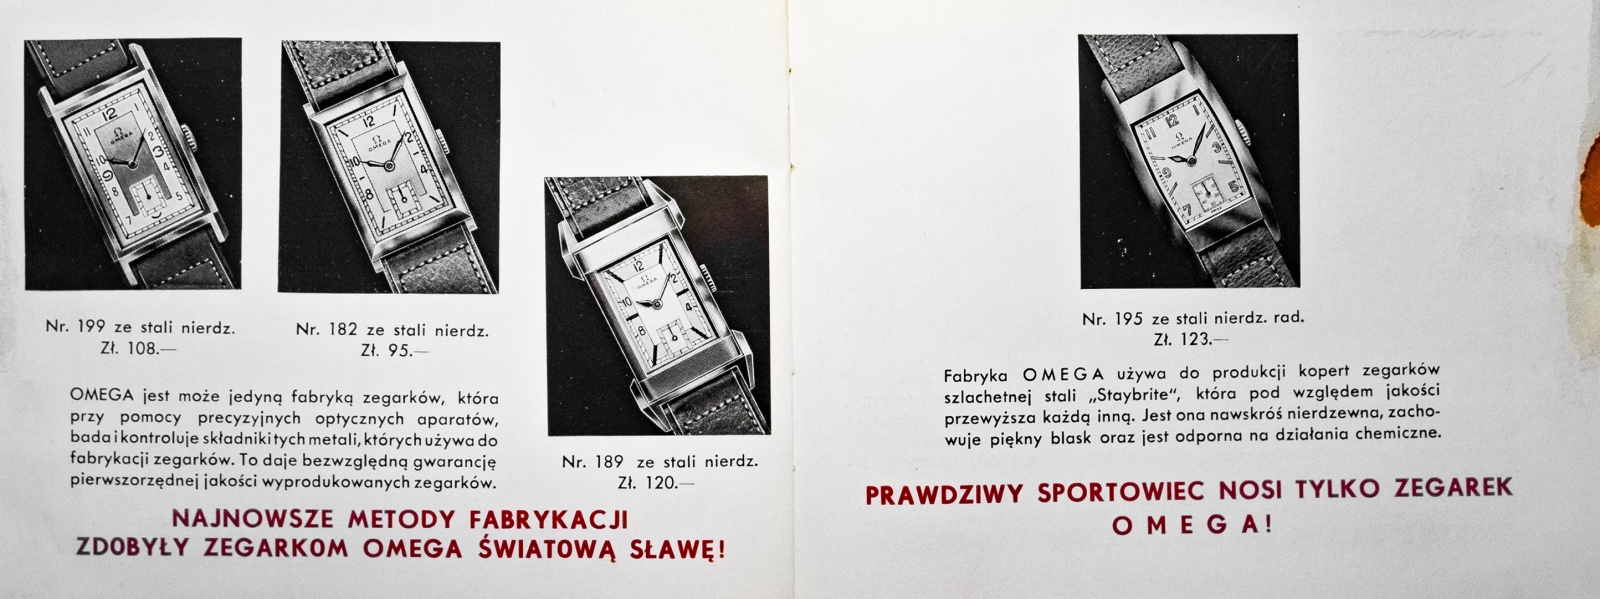 Nr. 199 ze stali nierdz.
Zł. 108.—
Nr. 182 ze stali nierdz.
Zł. 95.—
Nr. 189 ze stali nierdz.
Zł. 120.—
OMEGA jest może jedyną fabryką zegarków, która
przy pomocy precyzyjnych optycznych aparatów,
bada i kontroluje składniki tych metali, których używa do
fabrykacji zegarków. To daje bezwzględną gwarancję
pierwszorzędnej jakości wyprodukowanych zegarków.
NAJNOWSZE METODY FABRYKACJI
ZDOBYŁY ZEGARKOM OMEGA ŚWIATOWĄ SŁAWĘ!
Nr. 195 ze stali nierdz. rad.
Zł. 123.—
Fabryka OMEGA używa do produkcji kopert zegarków
szlachetnej stali „Staybrite“, która pod względem jakości
przewyższa każdą inną. Jest ona nawskróś nierdzewna, zacho-
wuje piękny blask oraz jest odporna na działania chemiczne.
PRAWDZIWY SPORTOWIEC NOSI TYLKO ZEGAREK
OMEGA!